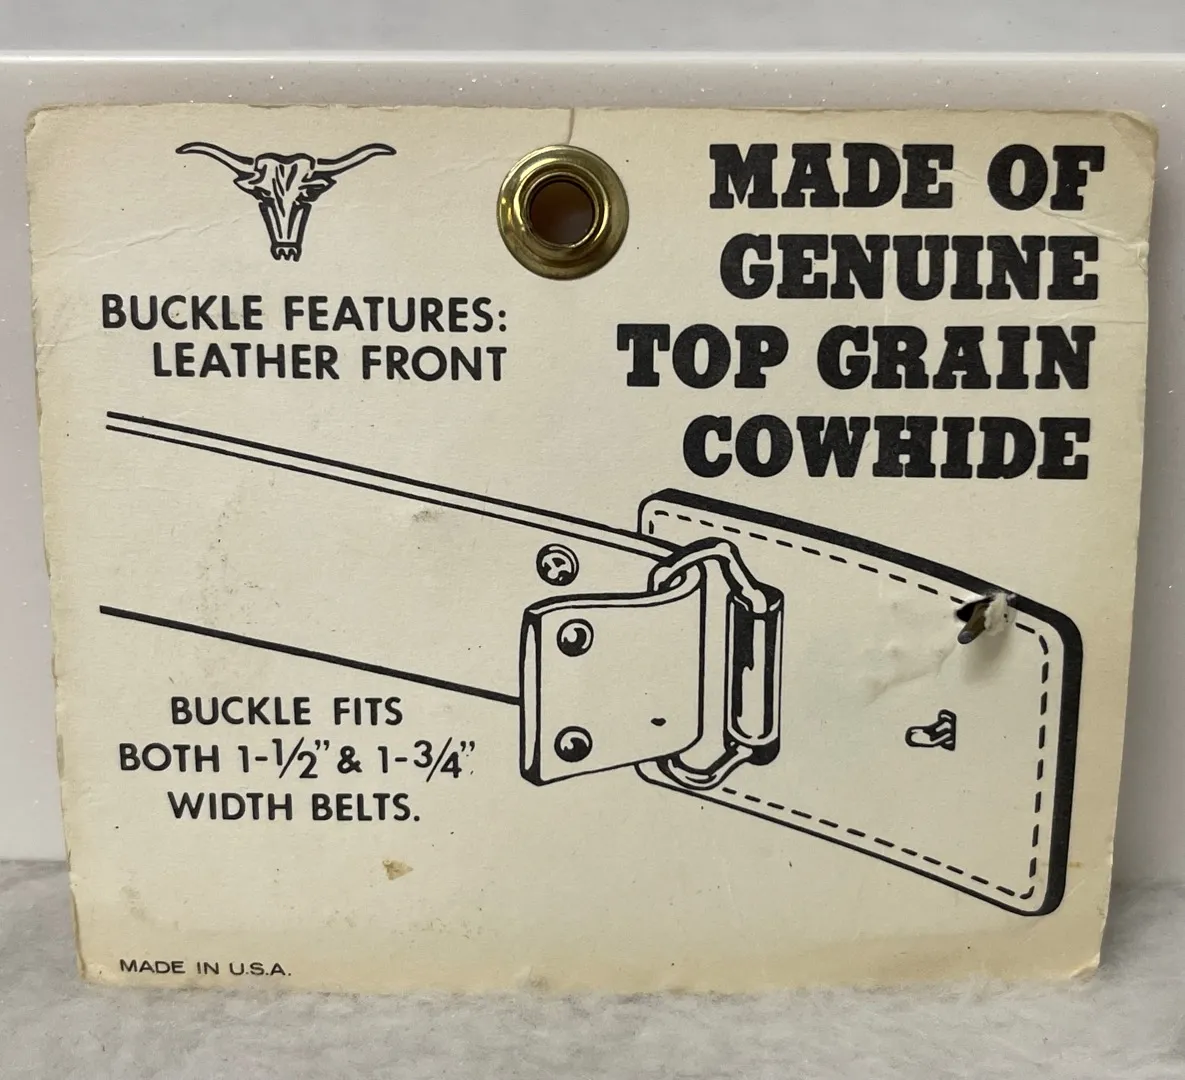 BUCKLE FEATURES:
LEATHER FRONT
MADE OF
GENUINE
TOP GRAIN
COWHIDE
BUCKLE FITS
BOTH 1-1/2" & 1-3/4"
WIDTH BELTS.
MADE IN U.S.A.